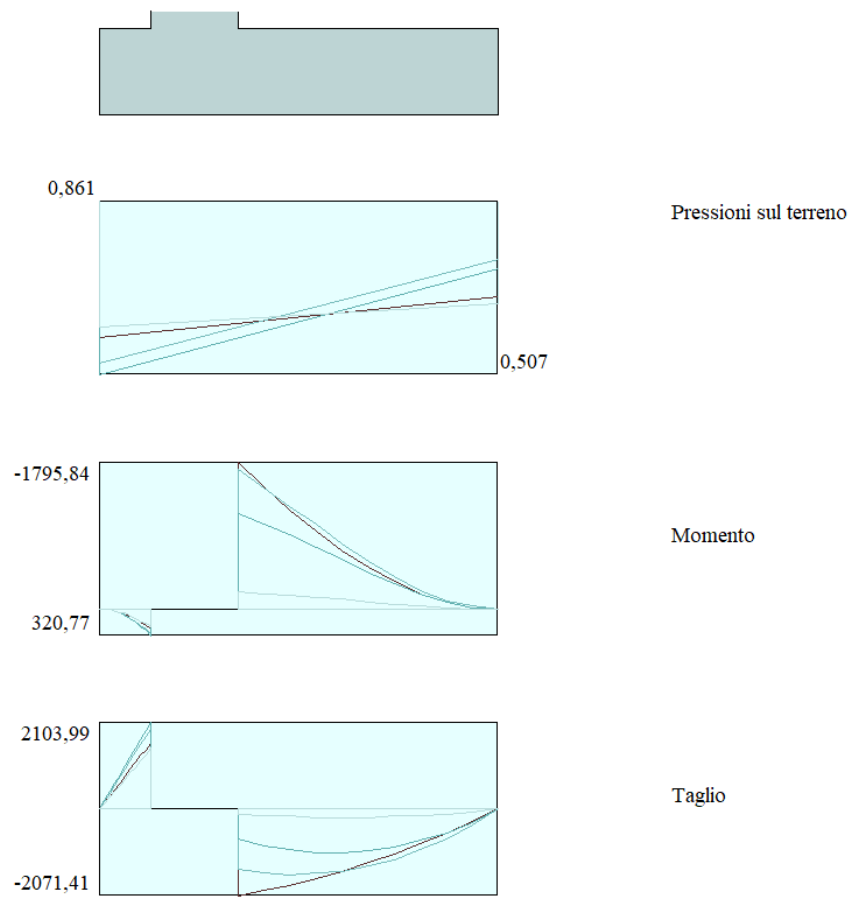 0,861
Pressioni sul terreno
0,507
-1795,84
Momento
320,77
2103,99
Taglio
-2071,41